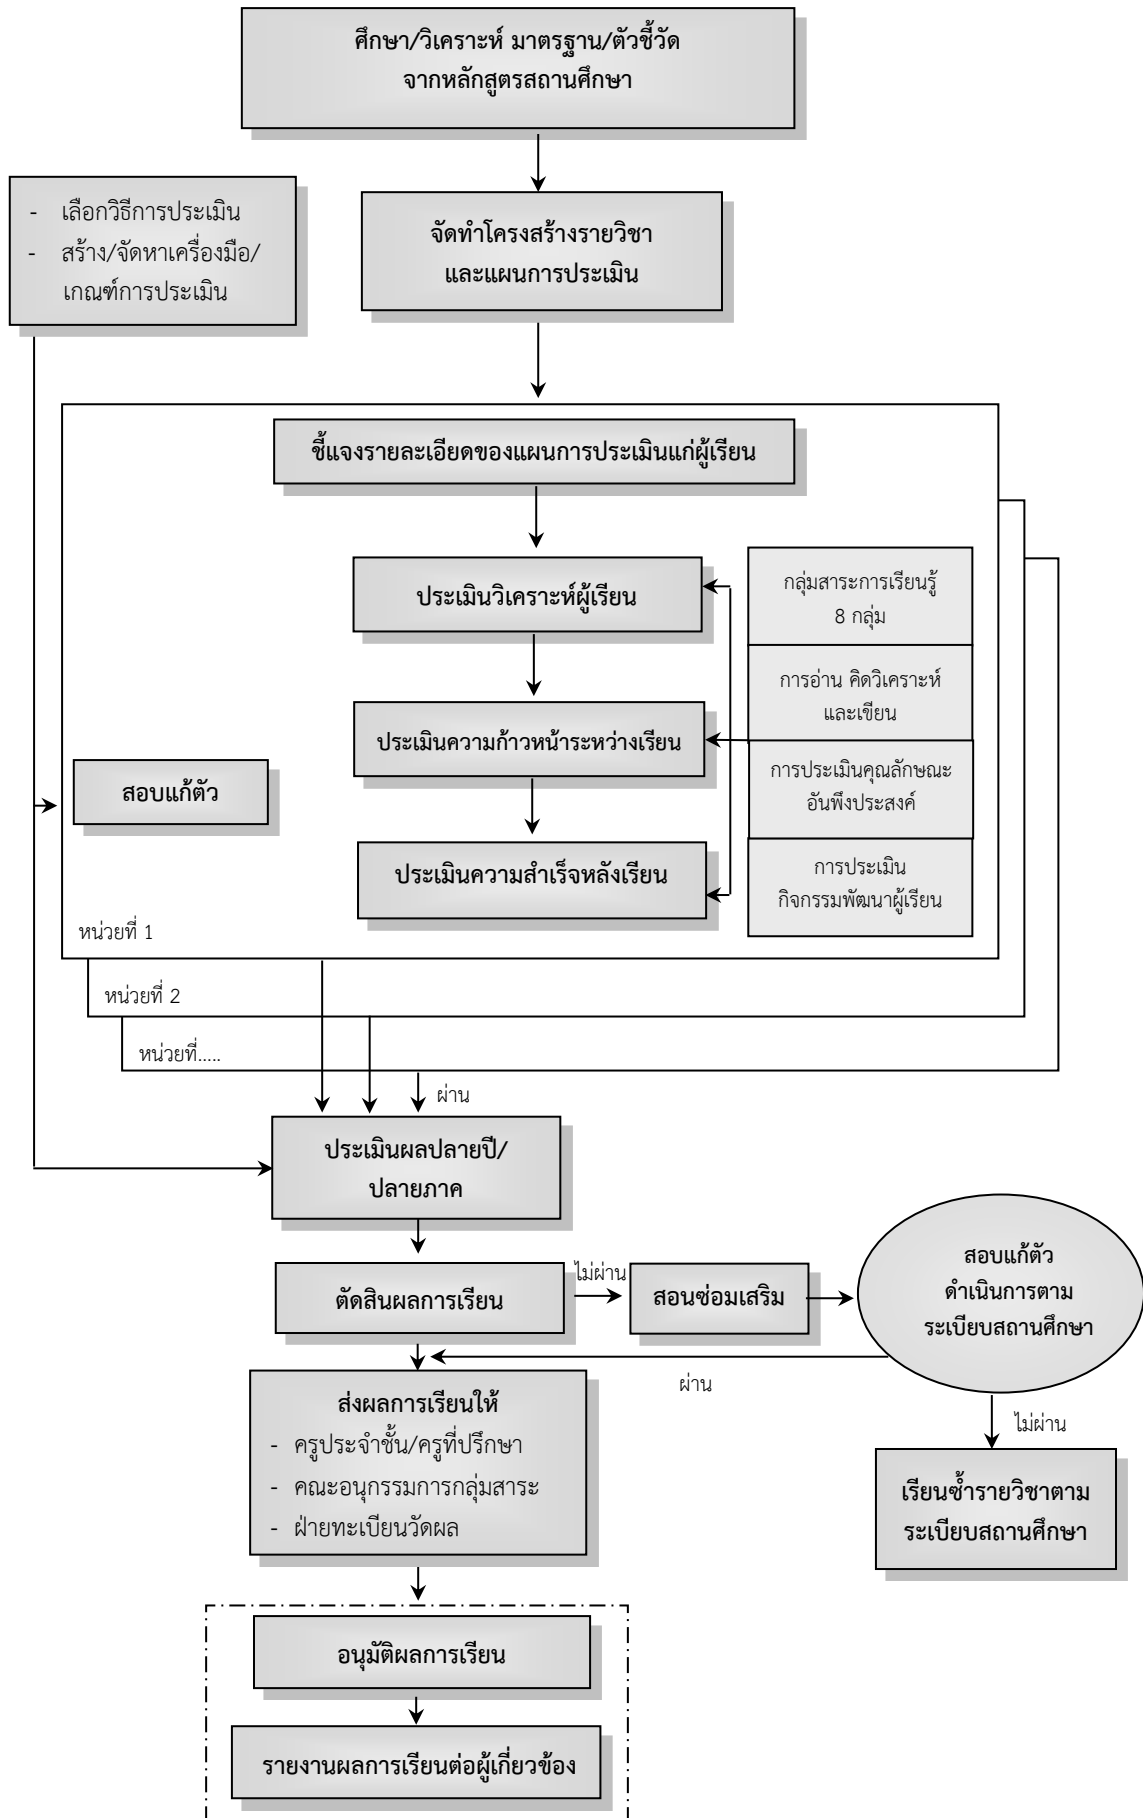 ศึกษา/วิเคราะห์ มาตรฐาน/ตัวชี้วัด
จากหลักสูตรสถานศึกษา
- เลือกวิธีการประเมิน
- สร้าง/จัดหาเครื่องมือ/
เกณฑ์การประเมิน
จัดทำโครงสร้างรายวิชา
และแผนการประเมิน
ชี้แจงรายละเอียดของแผนการประเมินแก่ผู้เรียน
ประเมินวิเคราะห์ผู้เรียน
กลุ่มสาระการเรียนรู้
8 กลุ่ม
การอ่าน คิดวิเคราะห์
และเขียน
ประเมินความก้าวหน้าระหว่างเรียน
การประเมินคุณลักษณะ
อันพึงประสงค์
สอบแก้ตัว
ประเมินความสำเร็จหลังเรียน
การประเมิน
กิจกรรมพัฒนาผู้เรียน
หน่วยที่ 1
หน่วยที่ 2
หน่วยที่.....
ผ่าน
ประเมินผลปลายปี/
ปลายภาค
ตัดสินผลการเรียน
ไม่ผ่าน
สอนซ่อมเสริม
สอบแก้ตัว
ดำเนินการตาม
ระเบียบสถานศึกษา
ผ่าน
ส่งผลการเรียนให้
- ครูประจำชั้น/ครูที่ปรึกษา
- คณะอนุกรรมการกลุ่มสาระ
- ฝ่ายทะเบียนวัดผล
ไม่ผ่าน
เรียนซ้ำรายวิชาตาม
ระเบียบสถานศึกษา
อนุมัติผลการเรียน
รายงานผลการเรียนต่อผู้เกี่ยวข้อง